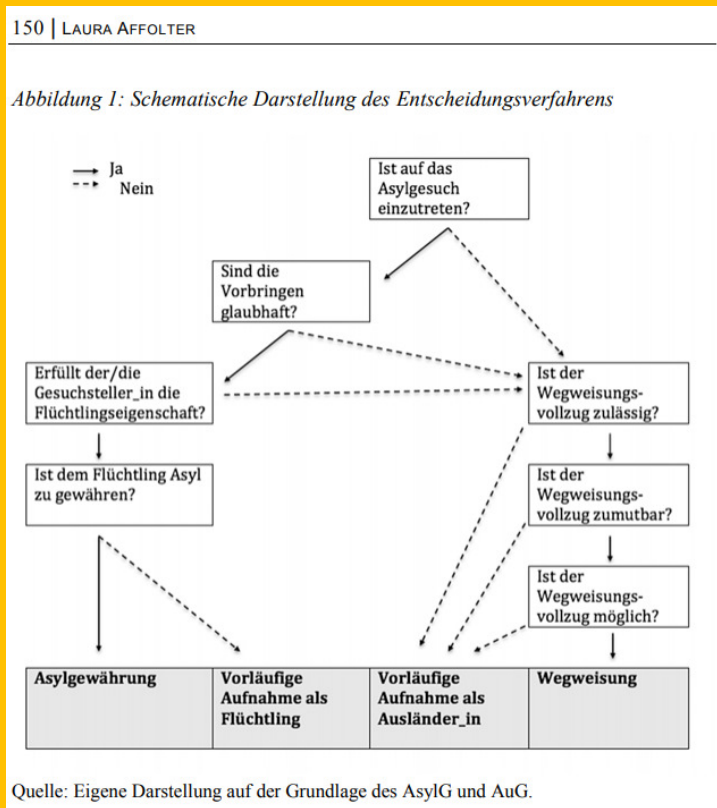 150 | LAURA AFFOLTER
Abbildung 1: Schematische Darstellung des Entscheidungsverfahrens
Ja
Nein
Ist auf das
Asylgesuch
einzutreten?
Sind die
Vorbringen
glaubhaft?
Erfüllt der/die
Gesuchsteller_in die
Flüchtlingseigenschaft?
Ist der
Wegweisungs-
vollzug zulässig?
Ist dem Flüchtling Asyl
zu gewähren?
Ist der
Wegweisungs-
vollzug zumutbar?
Ist der
Wegweisungs-
vollzug möglich?
Asylgewährung
Vorläufige
Aufnahme als
Flüchtling
Vorläufige
Aufnahme als
Ausländer_in
Wegweisung
Quelle: Eigene Darstellung auf der Grundlage des AsylG und AuG.